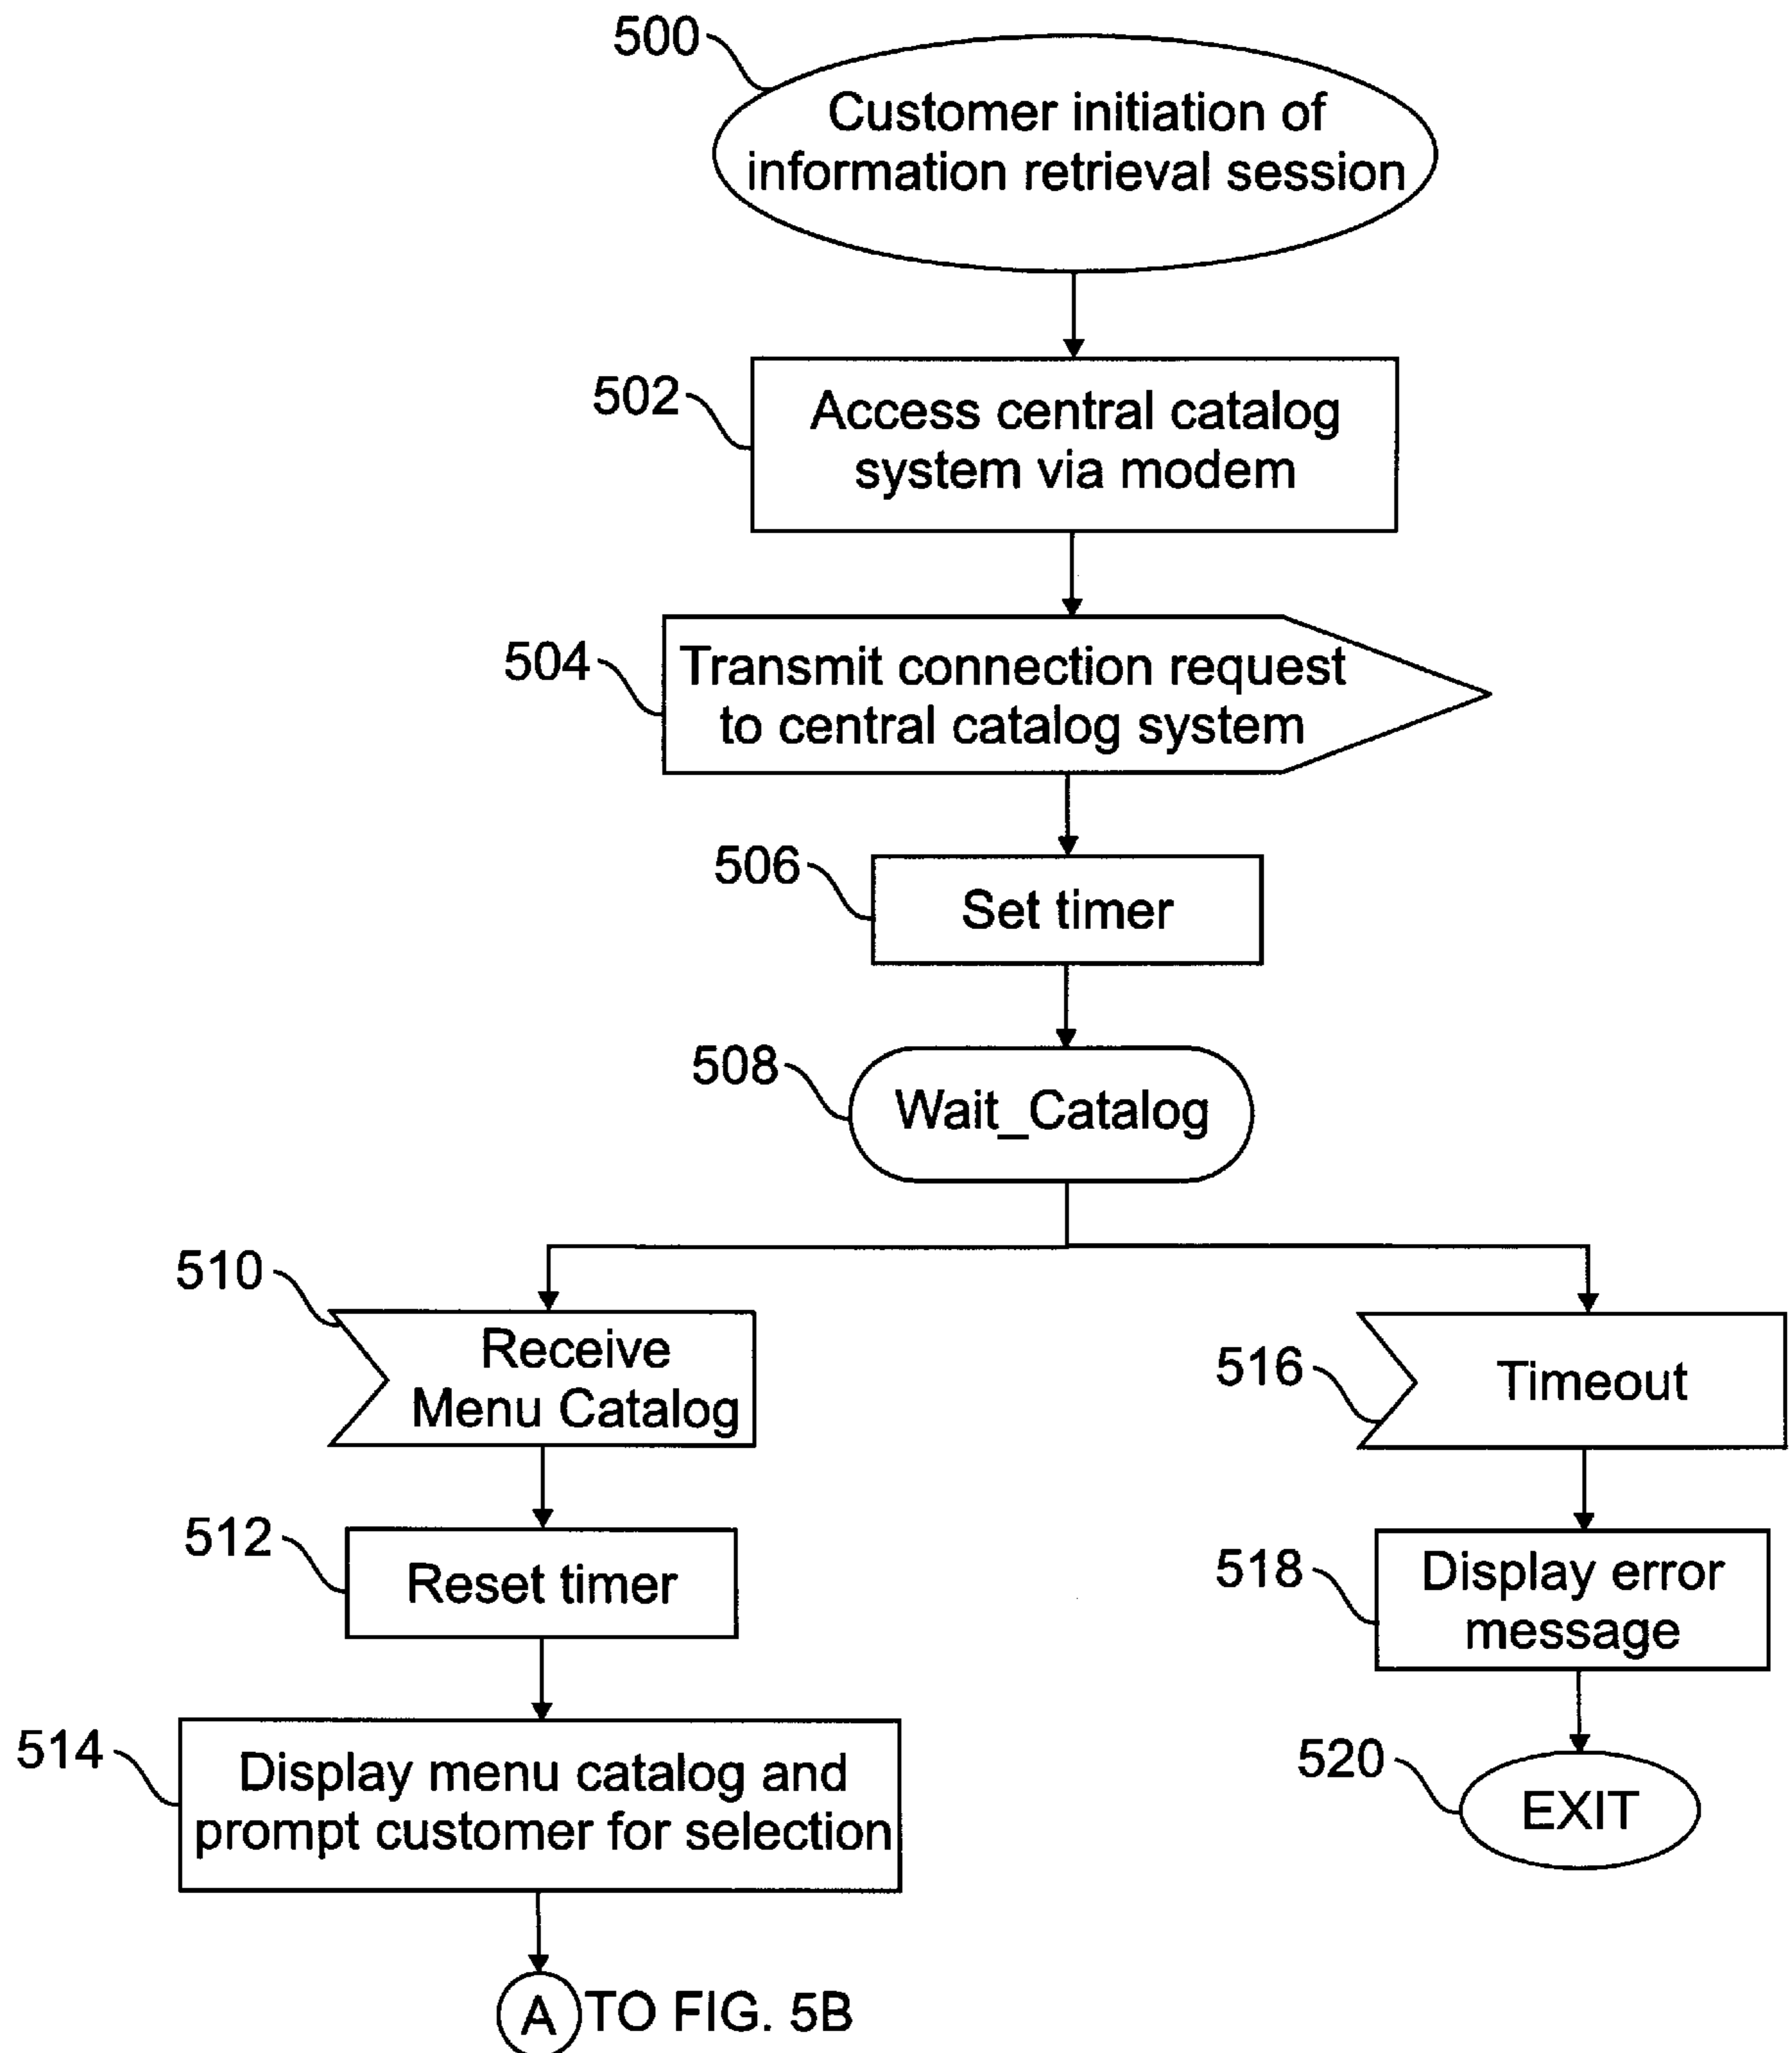 500
Customer initiation of
information retrieval session
502
Access central catalog
system via modem
504
Transmit connection request
to central catalog system
506
Set timer
508
Wait_Catalog
510
Receive
Menu Catalog
516
Timeout
512
Reset timer
518
Display error
message
514
Display menu catalog and
prompt customer for selection
520
EXIT
A TO FIG. 5B